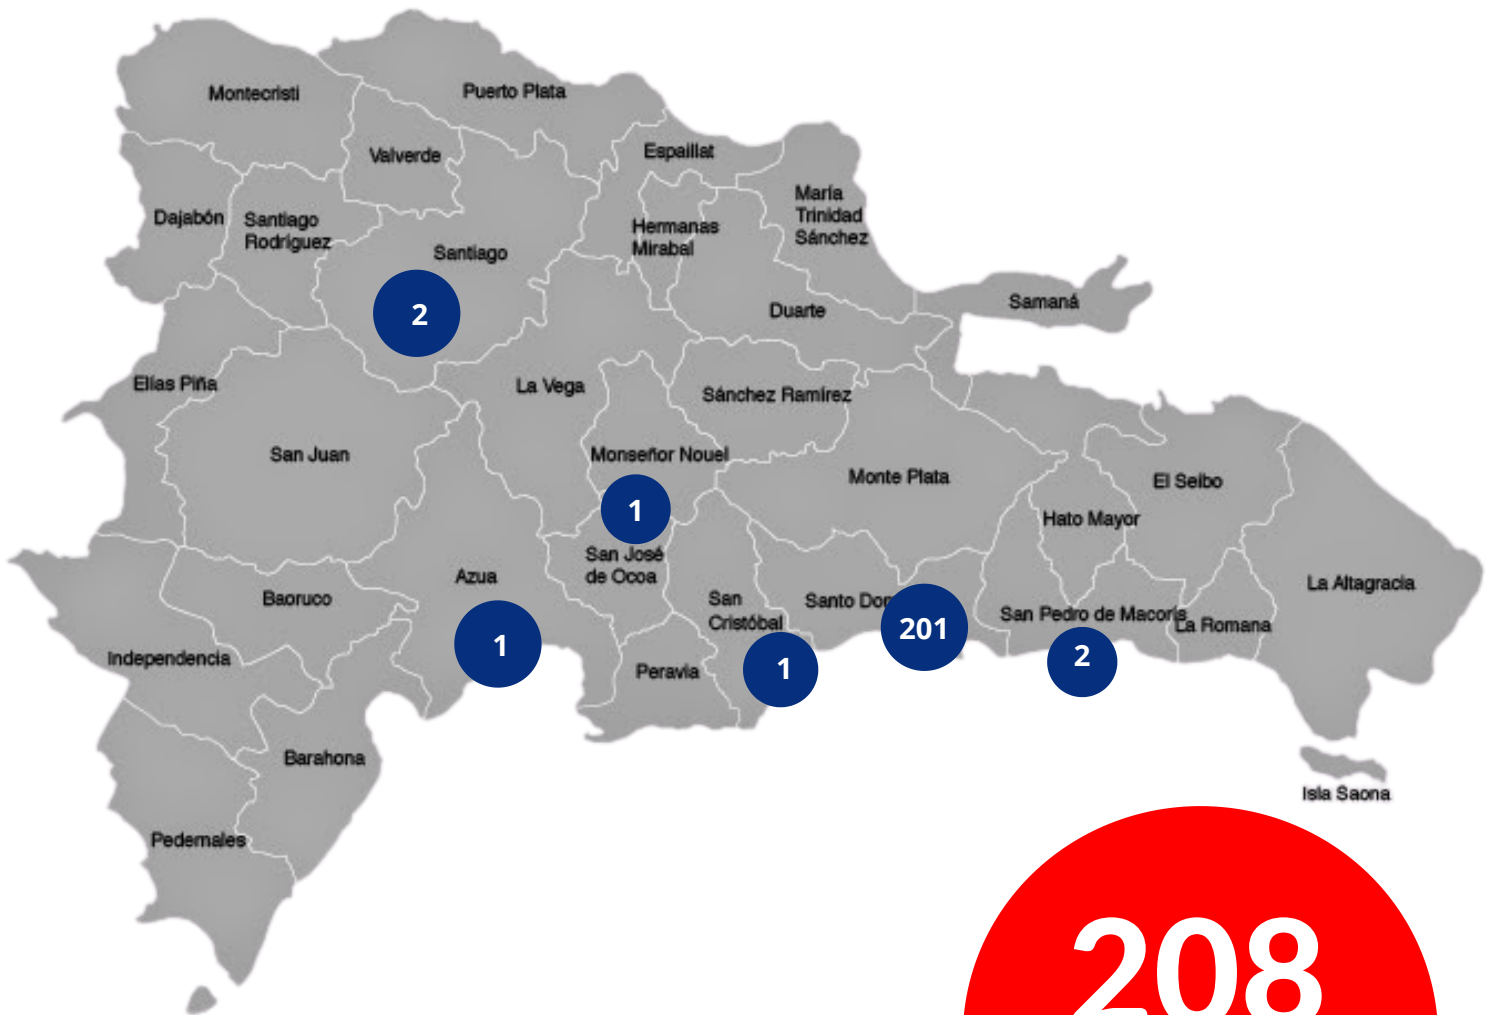 Montecristi
Puerto Plata
Valverde
Espaillat
Dajabón
Santiago
Rodríguez
Santiago
Hermanas
Mirabal
María
Trinidad
Sánchez
2
Duarte
Samaná
Elías Piña
La Vega
Sánchez Ramírez
San Juan
Monseñor Nouel
Monte Plata
El Seibo
1
Hato Mayor
San José
de Ocoa
Azua
La Altagracia
Baoruco
San
Cristóbal
Santo Dor
201
San Pedro de Macorís
La Romana
Independencia
1
Peravia
1
2
Barahona
Isla Saona
Pedernales
208